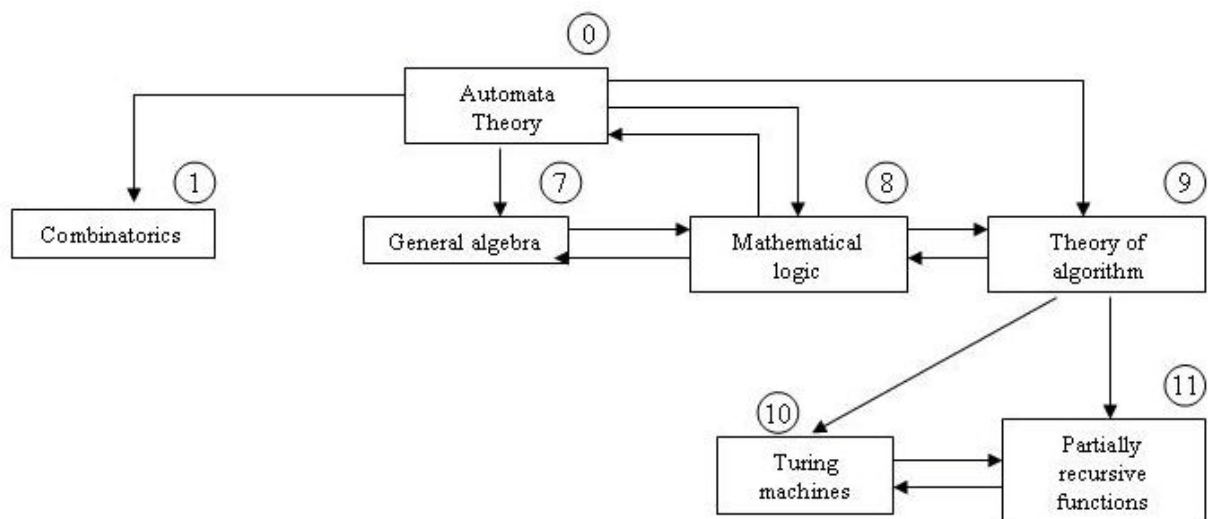 0
Automata
Theory
1
7
8
9
Combinatorics
General algebra
Mathematical
logic
Theory of
algorithm
10
11
Turing
machines
Partially
recursive
functions